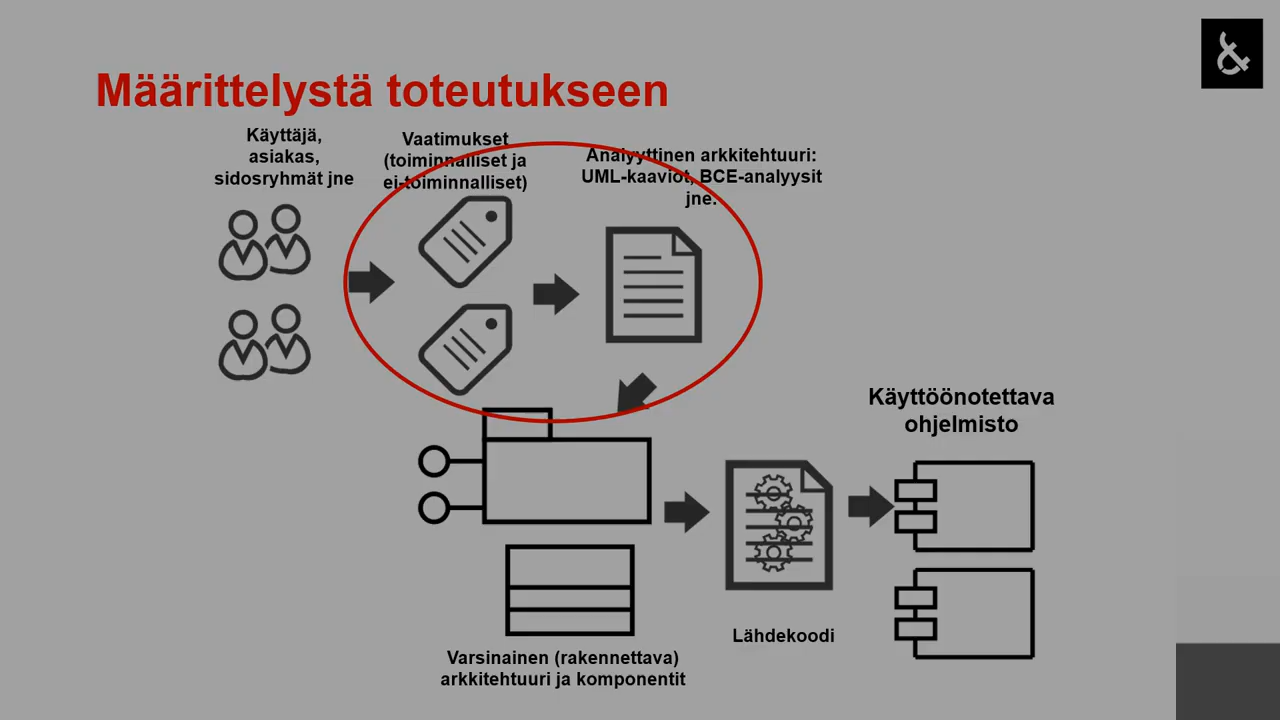 &
Määrittelystä toteutukseen
Käyttäjä,
asiakas,
sidosryhmät jne
Vaatimukset
(toiminnalliset ja
ei-toiminnalliset)
Analyyttinen arkkitehtuuri:
UML-kaaviot, BCE-analyysit
jne.
Käyttöönotettava
ohjelmisto
Lähdekoodi
Varsinainen (rakennettava)
arkkitehtuuri ja komponentit